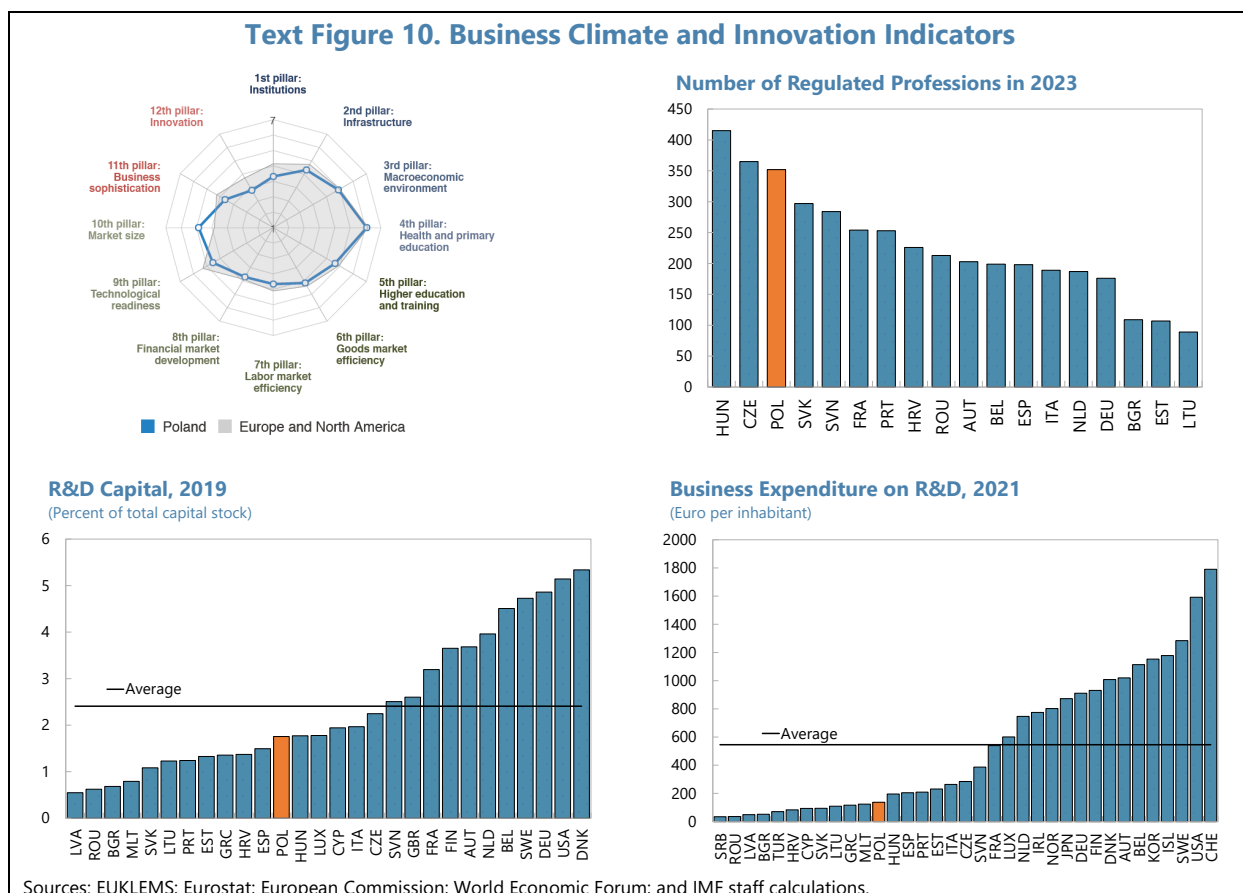 Text Figure 10. Business Climate and Innovation Indicators
1st pillar:
Institutions
2nd pillar:
Infrastructure
3rd pillar:
Macroeconomic
environment
4th pillar:
Health and primary
education
5th pillar:
Higher education
and training
6th pillar:
Goods market
efficiency
7th pillar:
Labor market
efficiency
8th pillar:
Financial market
development
9th pillar:
Technological
readiness
10th pillar:
Market size
11th pillar:
Business
sophistication
12th pillar:
Innovation
7
1
Poland
Europe and North America
Number of Regulated Professions in 2023
450
400
350
300
250
200
150
100
50
0
HUN
CZE
POL
SVK
SVN
FRA
PRT
HRV
ROU
AUT
BEL
ESP
ITA
NLD
DEU
BGR
EST
LTU
R&D Capital, 2019
(Percent of total capital stock)
6
5
4
3
2
1
0
Average
LVA
ROU
BGR
MLT
SVK
LTU
PRT
EST
GRC
HRV
ESP
POL
HUN
LUX
CYP
ITA
CZE
SVN
GBR
FRA
FIN
AUT
NLD
BEL
SWE
DEU
USA
DNK
Business Expenditure on R&D, 2021
(Euro per inhabitant)
2000
1800
1600
1400
1200
1000
800
600
400
200
0
Average
SRB
ROU
LVA
BGR
TUR
HRV
CYP
SVK
LTU
GRC
MLT
POL
HUN
ESP
PRT
EST
ITA
CZE
SVN
FRA
LUX
NLD
IRL
NOR
JPN
DEU
FIN
DNK
AUT
BEL
KOR
ISL
SWE
USA
CHE
Sources: EUKLEMS; Eurostat; European Commission; World Economic Forum; and IMF staff calculations.